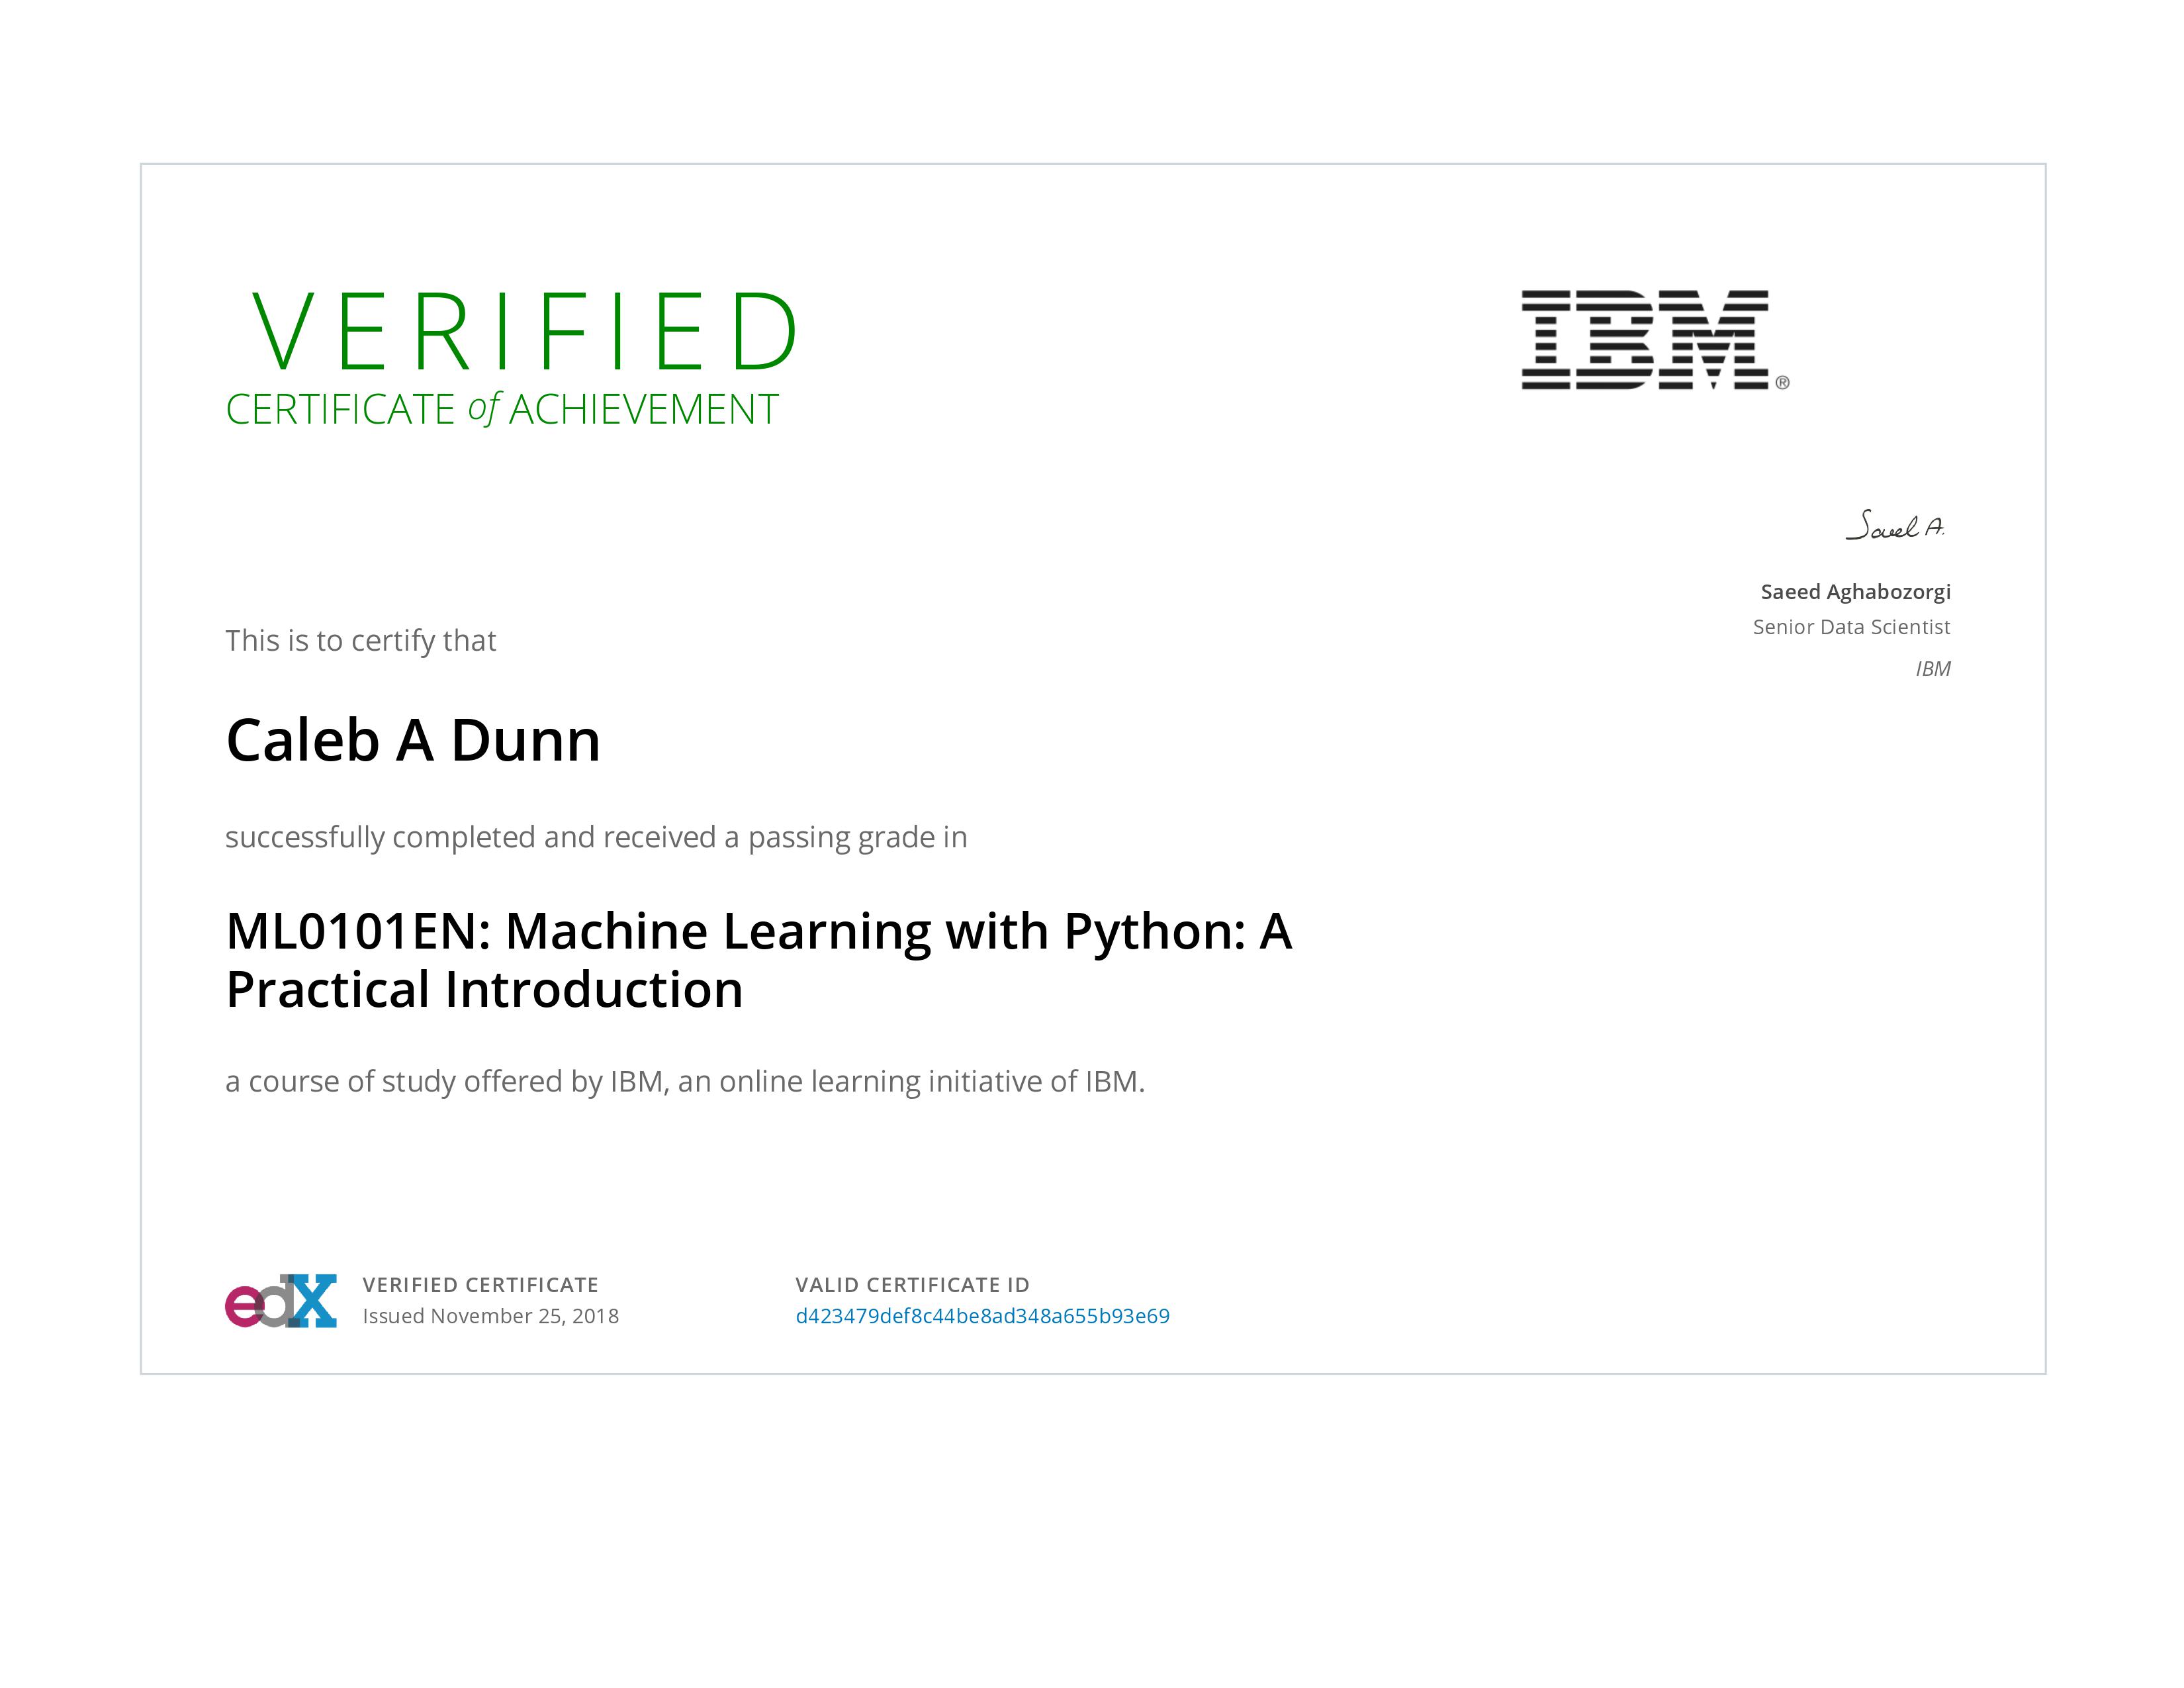 VERIFIED
CERTIFICATE of ACHIEVEMENT
IBM®
Saeed A.
Saeed Aghabozorgi
Senior Data Scientist
IBM
This is to certify that
Caleb A Dunn
successfully completed and received a passing grade in
ML0101EN: Machine Learning with Python: A
Practical Introduction
a course of study offered by IBM, an online learning initiative of IBM.
edX
VERIFIED CERTIFICATE
Issued November 25, 2018
VALID CERTIFICATE ID
d423479def8c44be8ad348a655b93e69